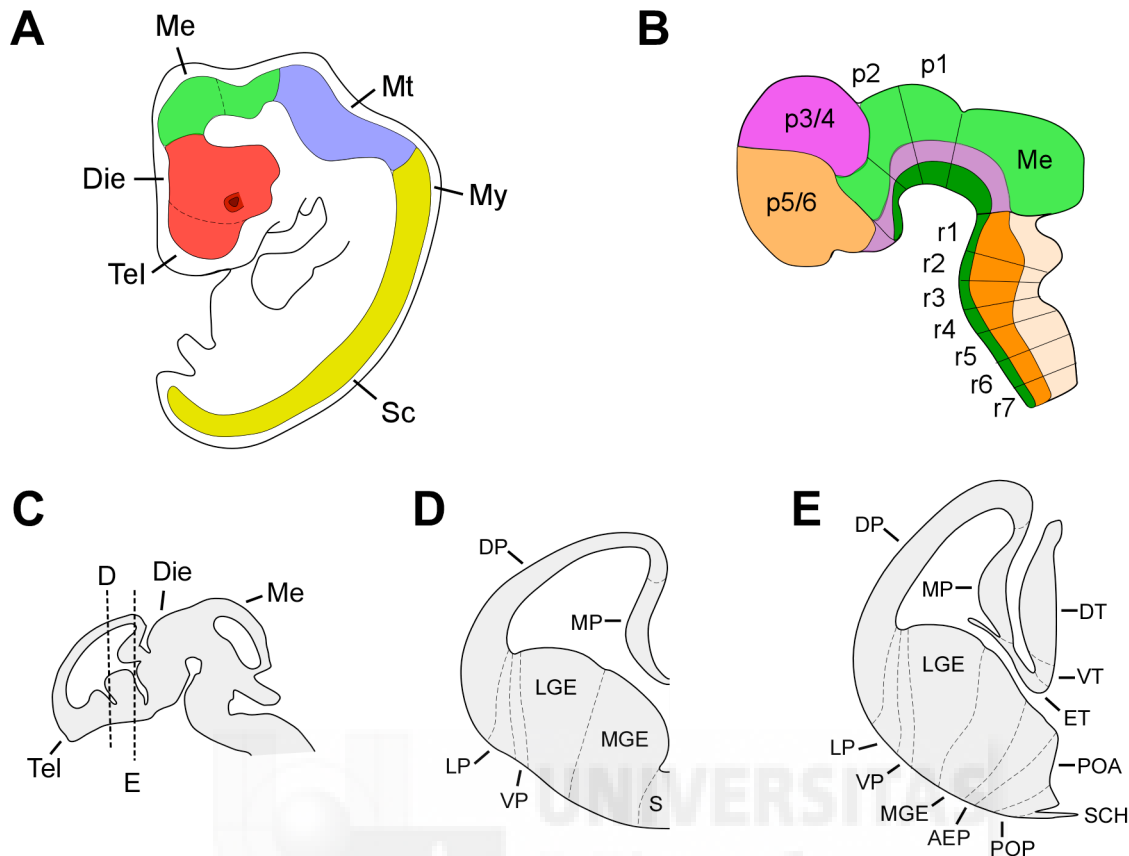 A
Me
Mt
Die
My
Tel
Sc
B
p2
p1
p3/4
Me
p5/6
r1
r2
r3
r4
r5
r6
r7
C
D
Die
Me
Tel
E
D
DP
MP
LGE
MGE
LP
VP
S
E
DP
MP
DT
LGE
VT
ET
LP
POA
VP
MGE
SCH
AEP
POP
UNIVERSITAS